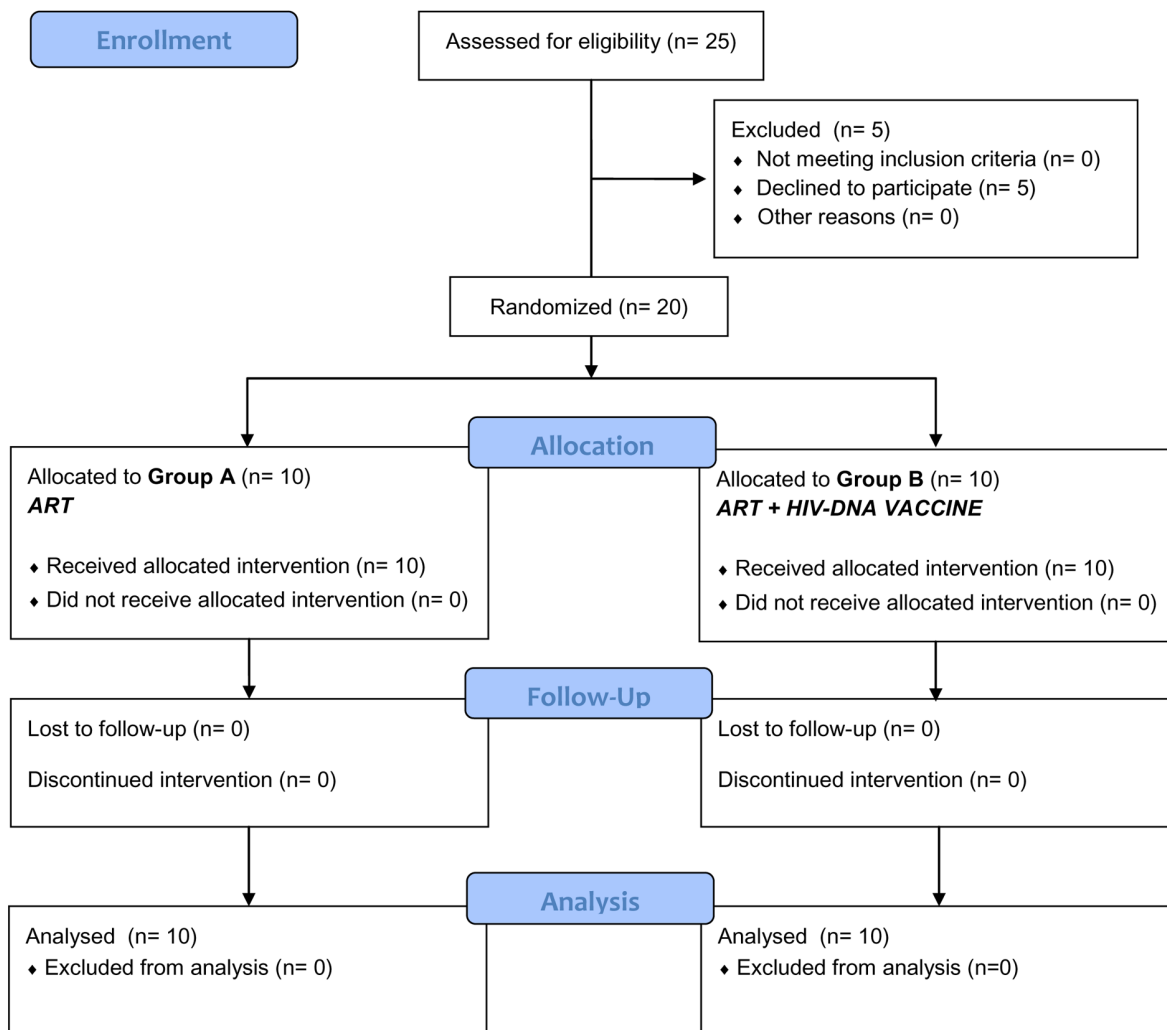 Enrollment
Assessed for eligibility (n= 25)
Excluded (n= 5)
♦ Not meeting inclusion criteria (n= 0)
♦ Declined to participate (n= 5)
♦ Other reasons (n= 0)
Randomized (n= 20)
Allocation
Allocated to Group A (n= 10)
ART
♦ Received allocated intervention (n= 10)
♦ Did not receive allocated intervention (n= 0)
Allocated to Group B (n= 10)
ART + HIV-DNA VACCINE
♦ Received allocated intervention (n= 10)
♦ Did not receive allocated intervention (n= 0)
Follow-Up
Lost to follow-up (n= 0)
Discontinued intervention (n= 0)
Lost to follow-up (n= 0)
Discontinued intervention (n= 0)
Analysis
Analysed (n= 10)
♦ Excluded from analysis (n= 0)
Analysed (n= 10)
♦ Excluded from analysis (n=0)